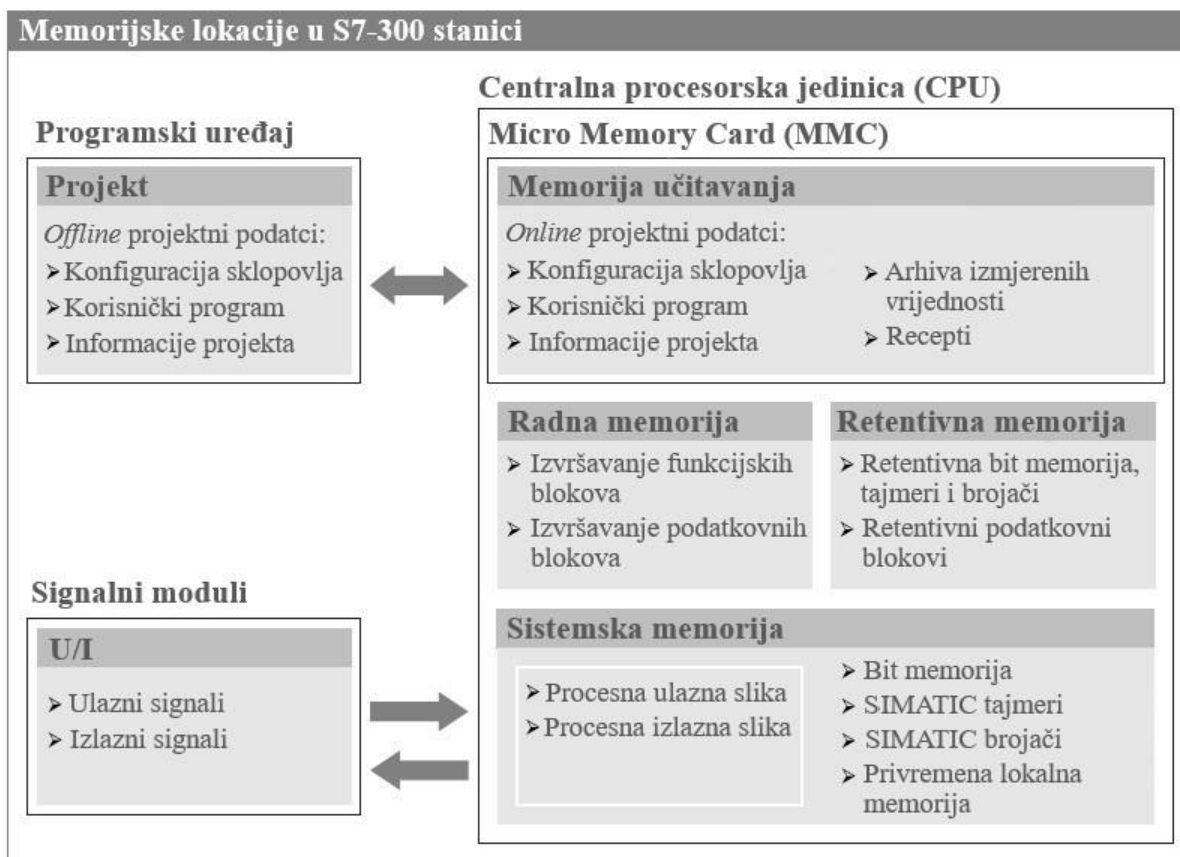 Memorijske lokacije u S7-300 stanici
Programski uređaj
Projekt
Offline projektni podatci:
➤ Konfiguracija sklopovlja
➤ Korisnički program
➤ Informacije projekta
Centralna procesorska jedinica (CPU)
Micro Memory Card (MMC)
Memorija učitavanja
Online projektni podatci:
➤ Konfiguracija sklopovlja
➤ Korisnički program
➤ Informacije projekta
➤ Arhiva izmjerenih
vrijednosti
➤ Recepti
Radna memorija
➤ Izvršavanje funkcijskih
blokova
➤ Izvršavanje podatkovnih
blokova
Retentivna memorija
➤ Retentivna bit memorija,
tajmeri i brojači
➤ Retentivni podatkovni
blokovi
Signalni moduli
U/I
➤ Ulazni signali
➤ Izlazni signali
Sistemska memorija
➤ Procesna ulazna slika
➤ Procesna izlazna slika
➤ Bit memorija
➤ SIMATIC tajmeri
➤ SIMATIC brojači
➤ Privremena lokalna
memorija